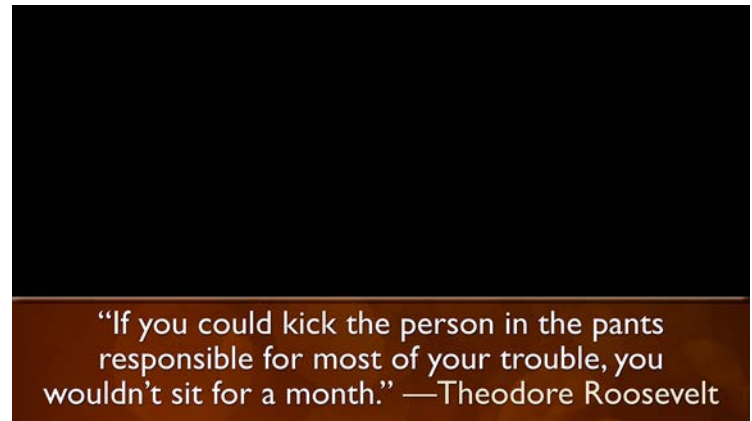 “If you could kick the person in the pants
responsible for most of your trouble, you
wouldn’t sit for a month.” —Theodore Roosevelt